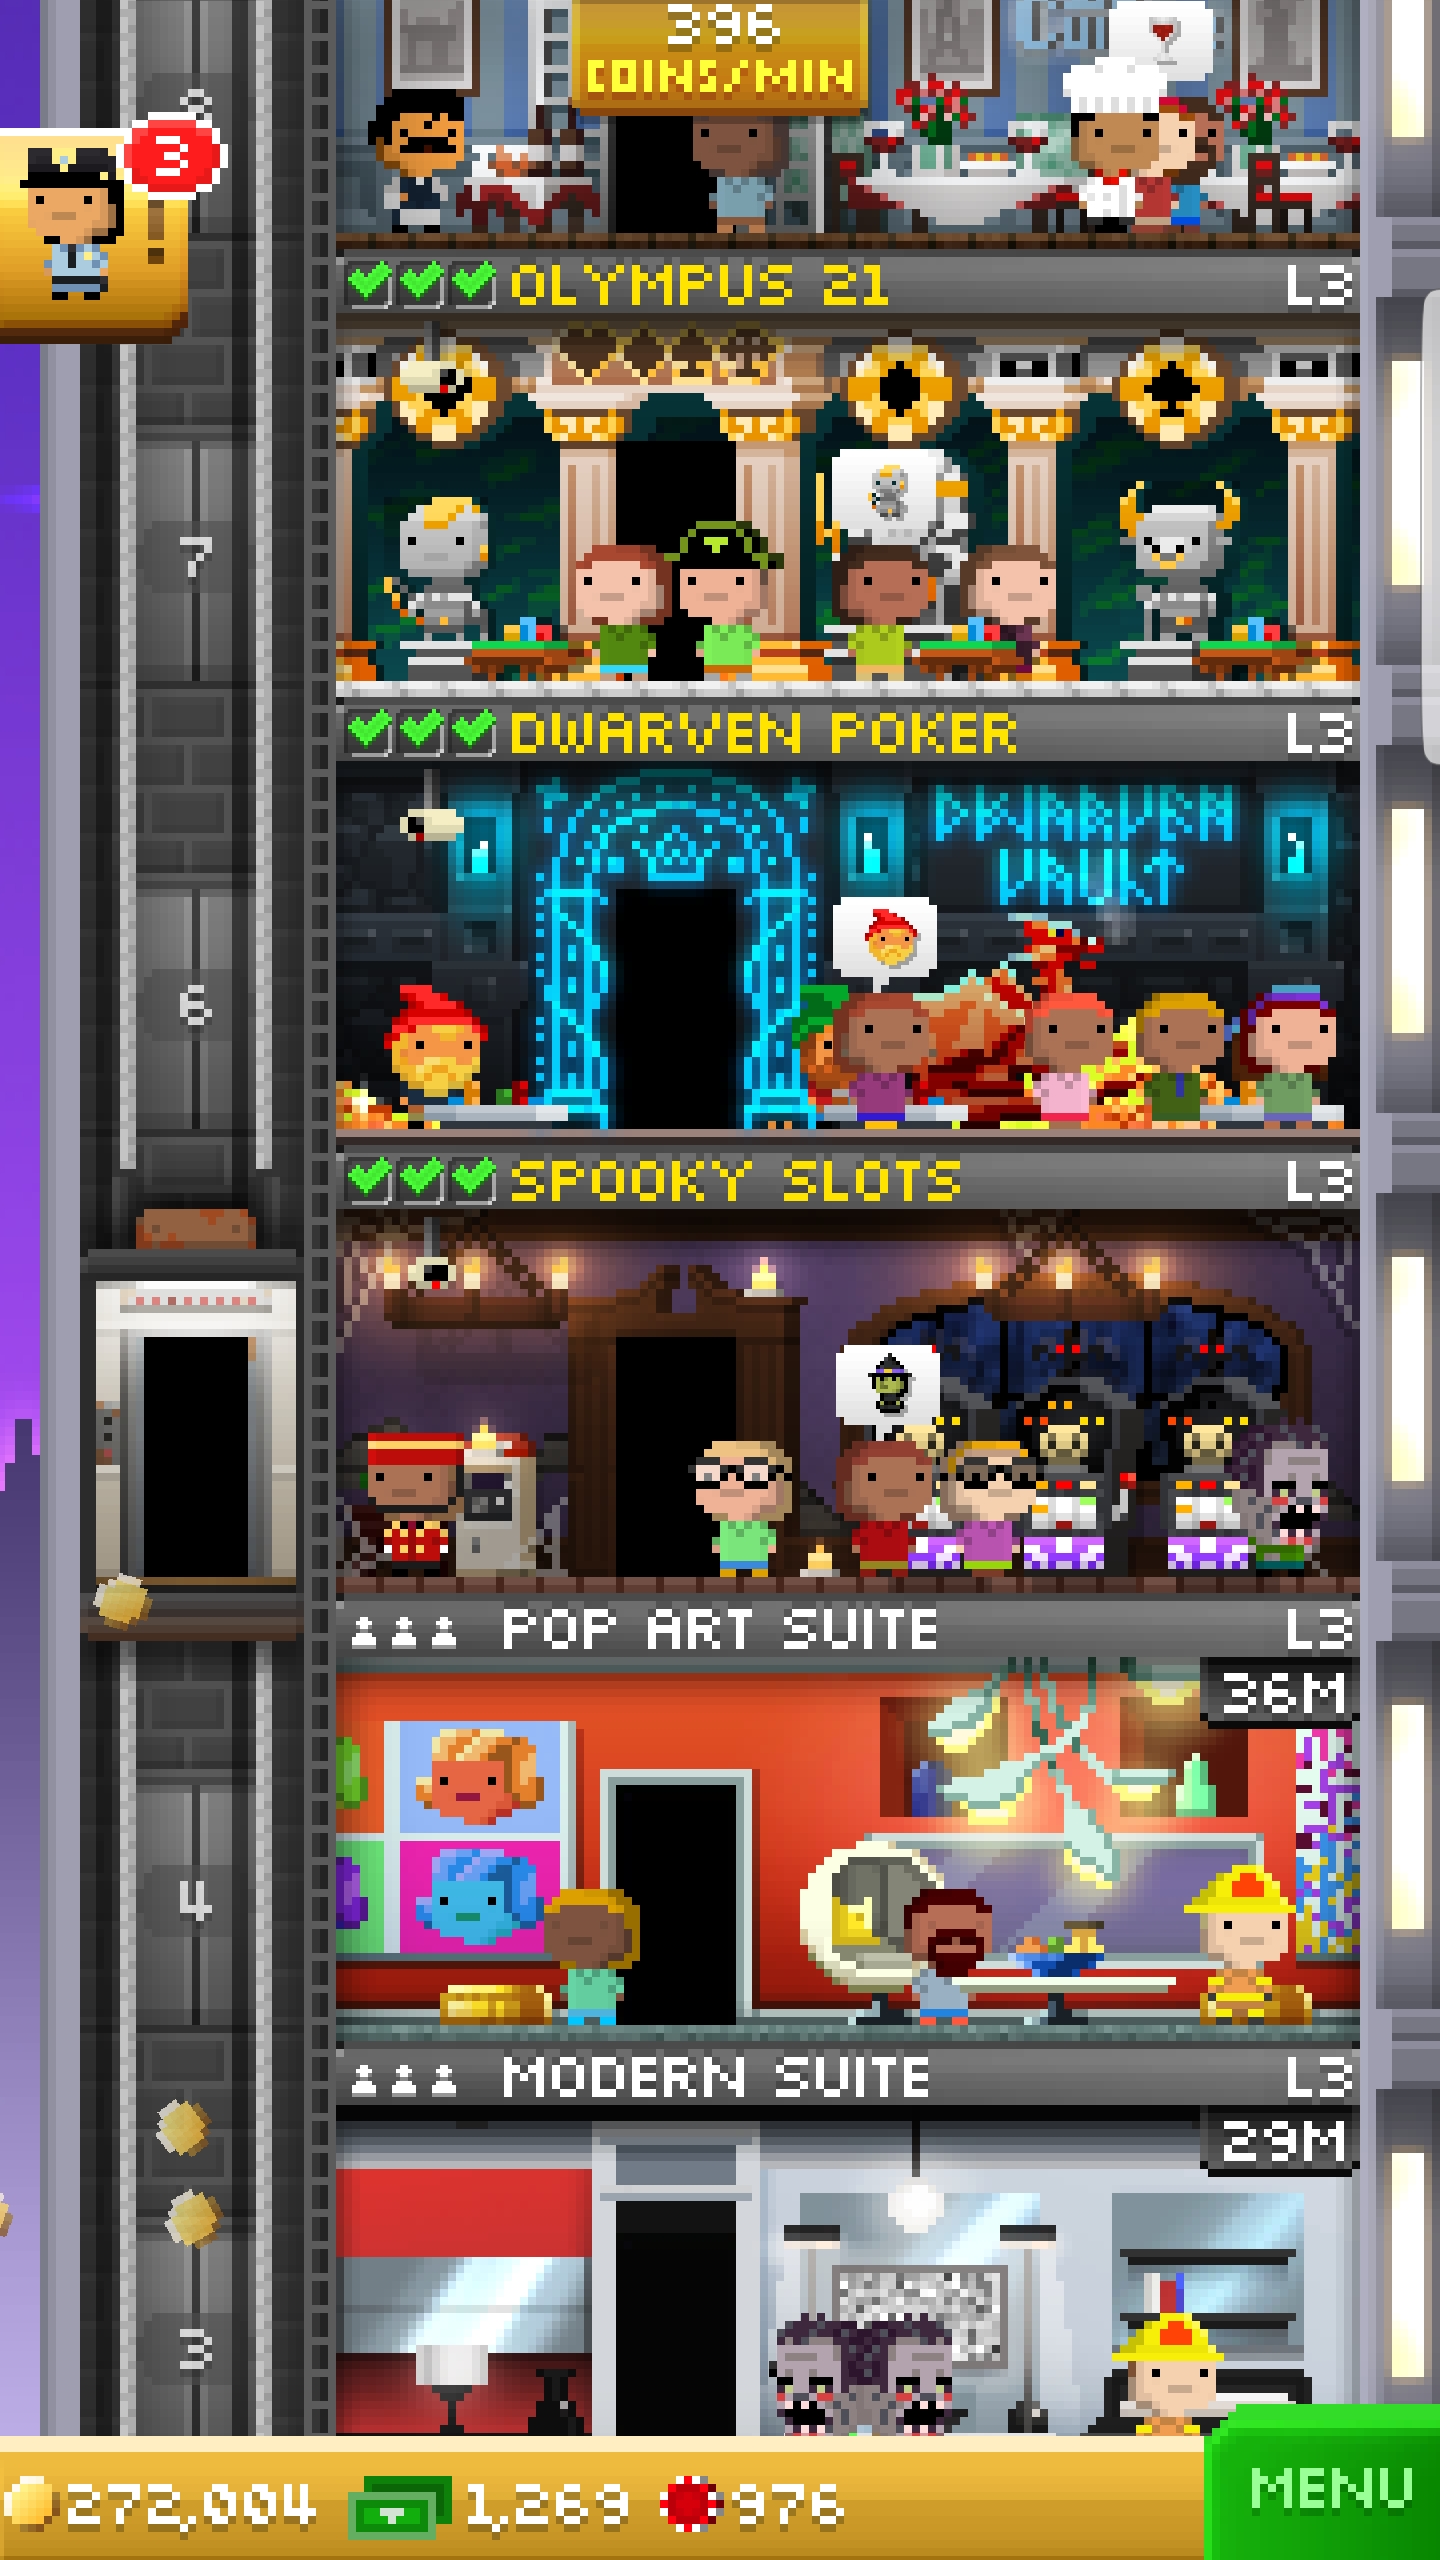 396
COINS/MIN
3
OLYMPUS 21
L3
7
DWARVEN POKER
L3
DWARVEN
VAULT
6
SPOOKY SLOTS
L3
POP ART SUITE
L3
36M
4
MODERN SUITE
L3
29M
3
272,004
1,269
976
MENU